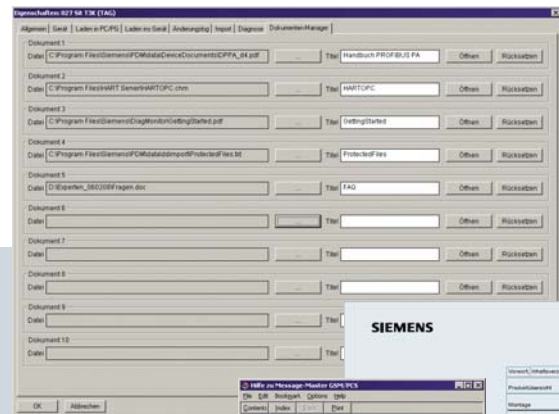 Eigenschaften: 027 Sit T3K (TAG)
Allgemein Gerät Laden in PC/PG Laden ins Gerät Änderungslog Import Diagnose Dokumenten-Manager
Dokument 1
Datei C:\Program Files\Siemens\PDM\data\DeviceDocuments\DPPA_d4.pdf ... Titel Handbuch PROFIBUS PA Öffnen Rücksetzen
Dokument 2
Datei C:\Program Files\HART Server\HARTOPC.chm ... Titel HARTOPC Öffnen Rücksetzen
Dokument 3
Datei C:\Program Files\Siemens\DiagMonitor\GettingStarted.pdf ... Titel GettingStarted Öffnen Rücksetzen
Dokument 4
Datei C:\Program Files\Siemens\PDM\data\ddimport\ProtectedFiles.txt ... Titel ProtectedFiles Öffnen Rücksetzen
Dokument 5
Datei D:\Experten_060208\Fragen.doc ... Titel FAQ Öffnen Rücksetzen
Dokument 6
Datei ... Titel Öffnen Rücksetzen
Dokument 7
Datei ... Titel Öffnen Rücksetzen
Dokument 8
Datei ... Titel Öffnen Rücksetzen
Dokument 9
Datei ...
Dokument 10
Datei ...
OK Abbrechen
SIEMENS
Vorwort, Inhaltsverz
Produktübersicht
Montage
Hilfe zu Message-Master GSM/PCS
File Edit Bookmark Options Help
Contents Index Print